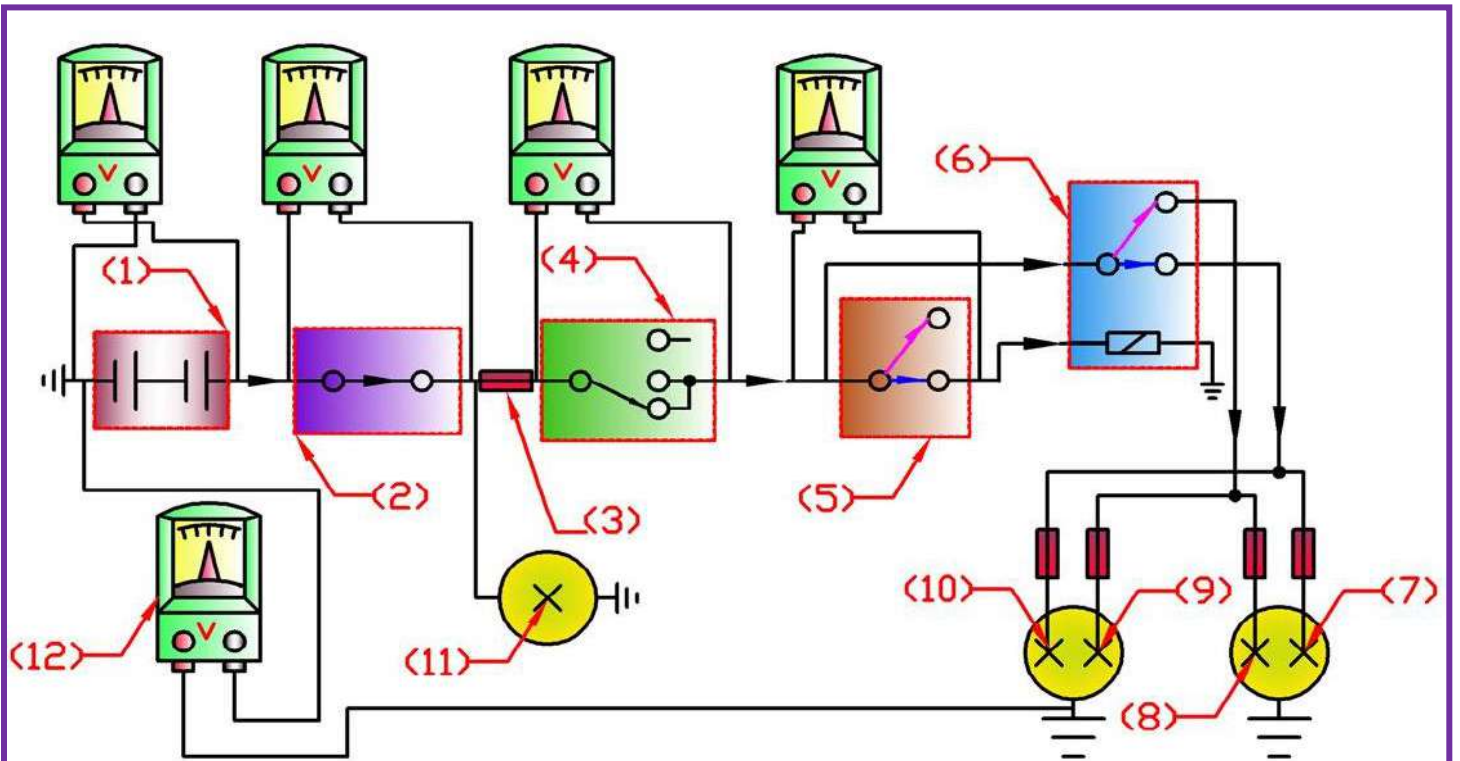 V
V
V
V
(6)
(1)
(4)
(2)
(3)
(5)
(10)
(9)
(7)
V
(12)
(11)
(8)